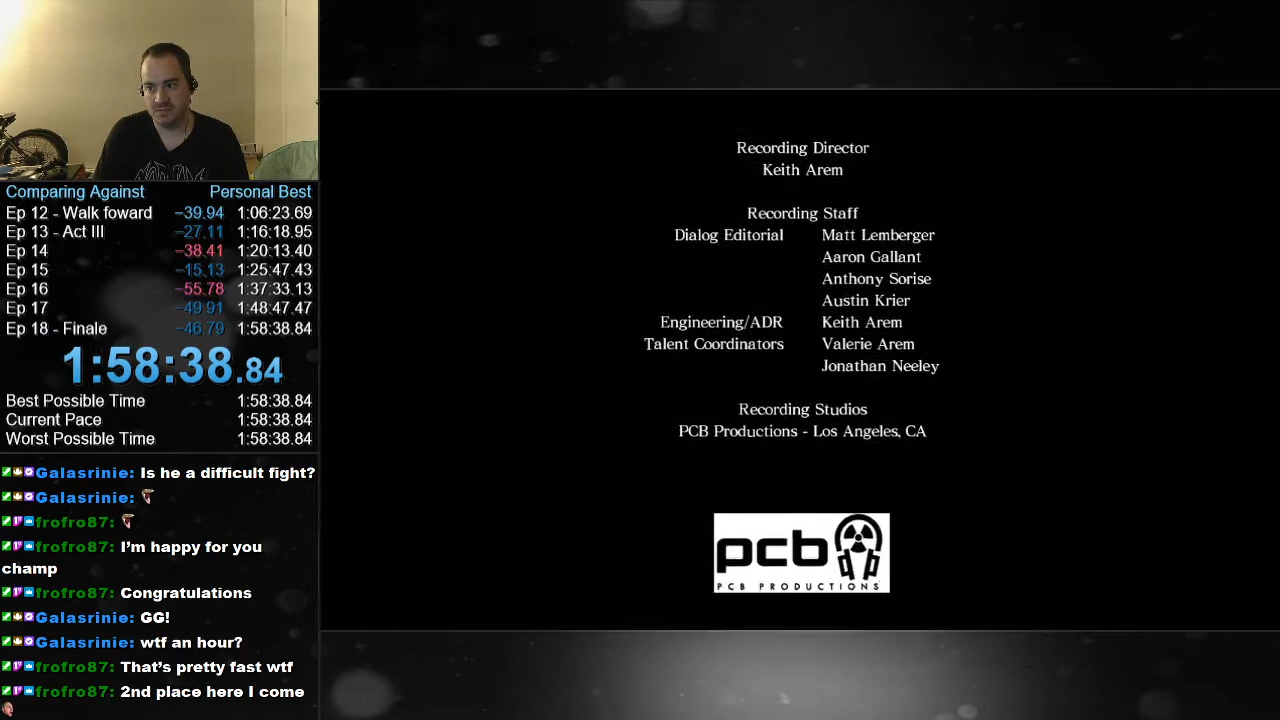 Comparing Against Personal Best
Ep 12 - Walk foward -39.94 1:06:23.69
Ep 13 - Act III -27.11 1:16:18.95
Ep 14 -38.41 1:20:13.40
Ep 15 -15.13 1:25:47.43
Ep 16 -55.78 1:37:33.13
Ep 17 -49.91 1:48:47.47
Ep 18 - Finale -46.79 1:58:38.84
1:58:38.84
Best Possible Time 1:58:38.84
Current Pace 1:58:38.84
Worst Possible Time 1:58:38.84
Galasrinie: Is he a difficult fight?
Galasrinie:
frofro87:
frofro87: I'm happy for you
champ
frofro87: Congratulations
Galasrinie: GG!
Galasrinie: wtf an hour?
frofro87: That's pretty fast wtf
frofro87: 2nd place here I come
Recording Director
Keith Arem
Recording Staff
Dialog Editorial Matt Lemberger
Aaron Gallant
Anthony Sorise
Austin Krier
Engineering/ADR Keith Arem
Talent Coordinators Valerie Arem
Jonathan Neeley
Recording Studios
PCB Productions - Los Angeles, CA
pcb
PCB PRODUCTIONS